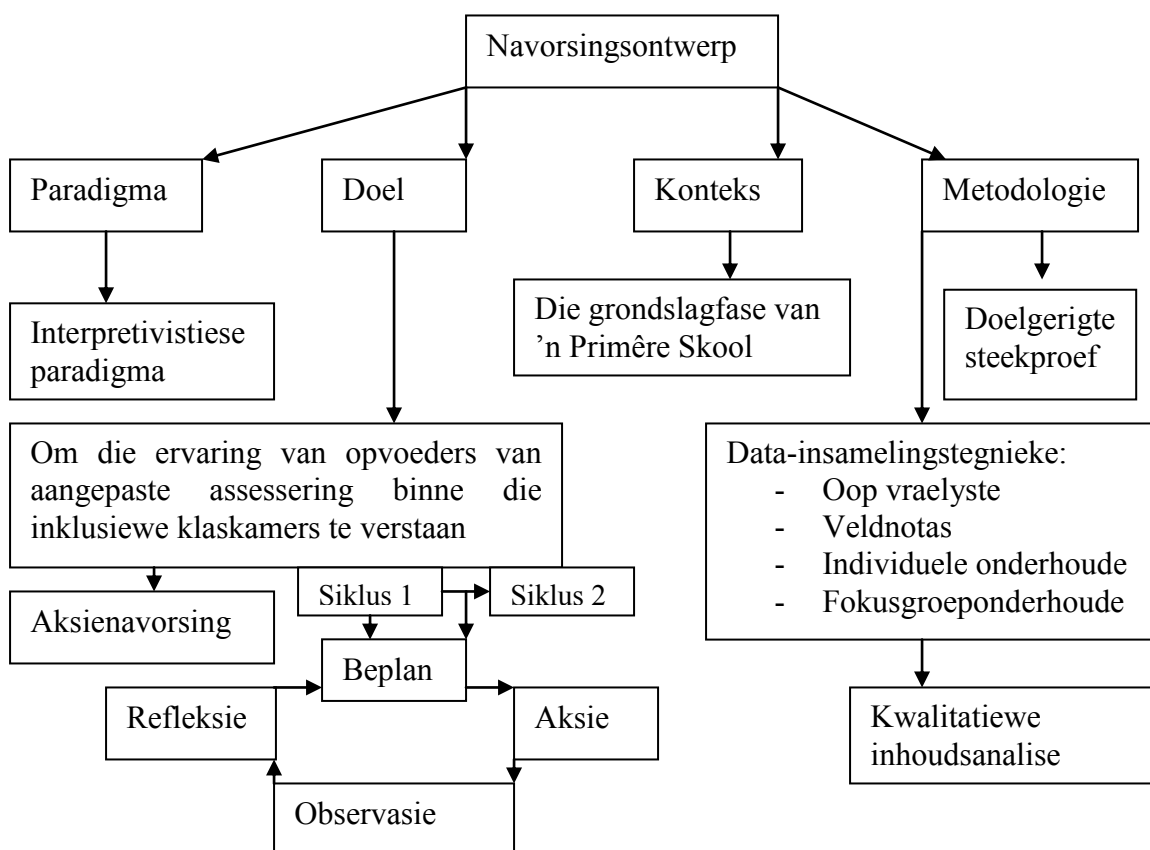 Navorsingsontwerp
Paradigma
Doel
Konteks
Metodologie
Interpretivistiese
paradigma
Die grondslagfase van
’n Primêre Skool
Doelgerigte
steekproef
Om die ervaring van opvoeders van
aangepaste assessering binne die
inklusiewe klaskamers te verstaan
Data-insamelingstegnieke:
- Oop vraelyste
- Veldnotas
- Individuele onderhoude
- Fokusgroeponderhoude
Siklus 1
Siklus 2
Aksienavorsing
Beplan
Refleksie
Aksie
Observasie
Kwalitatiewe
inhoudsanalise